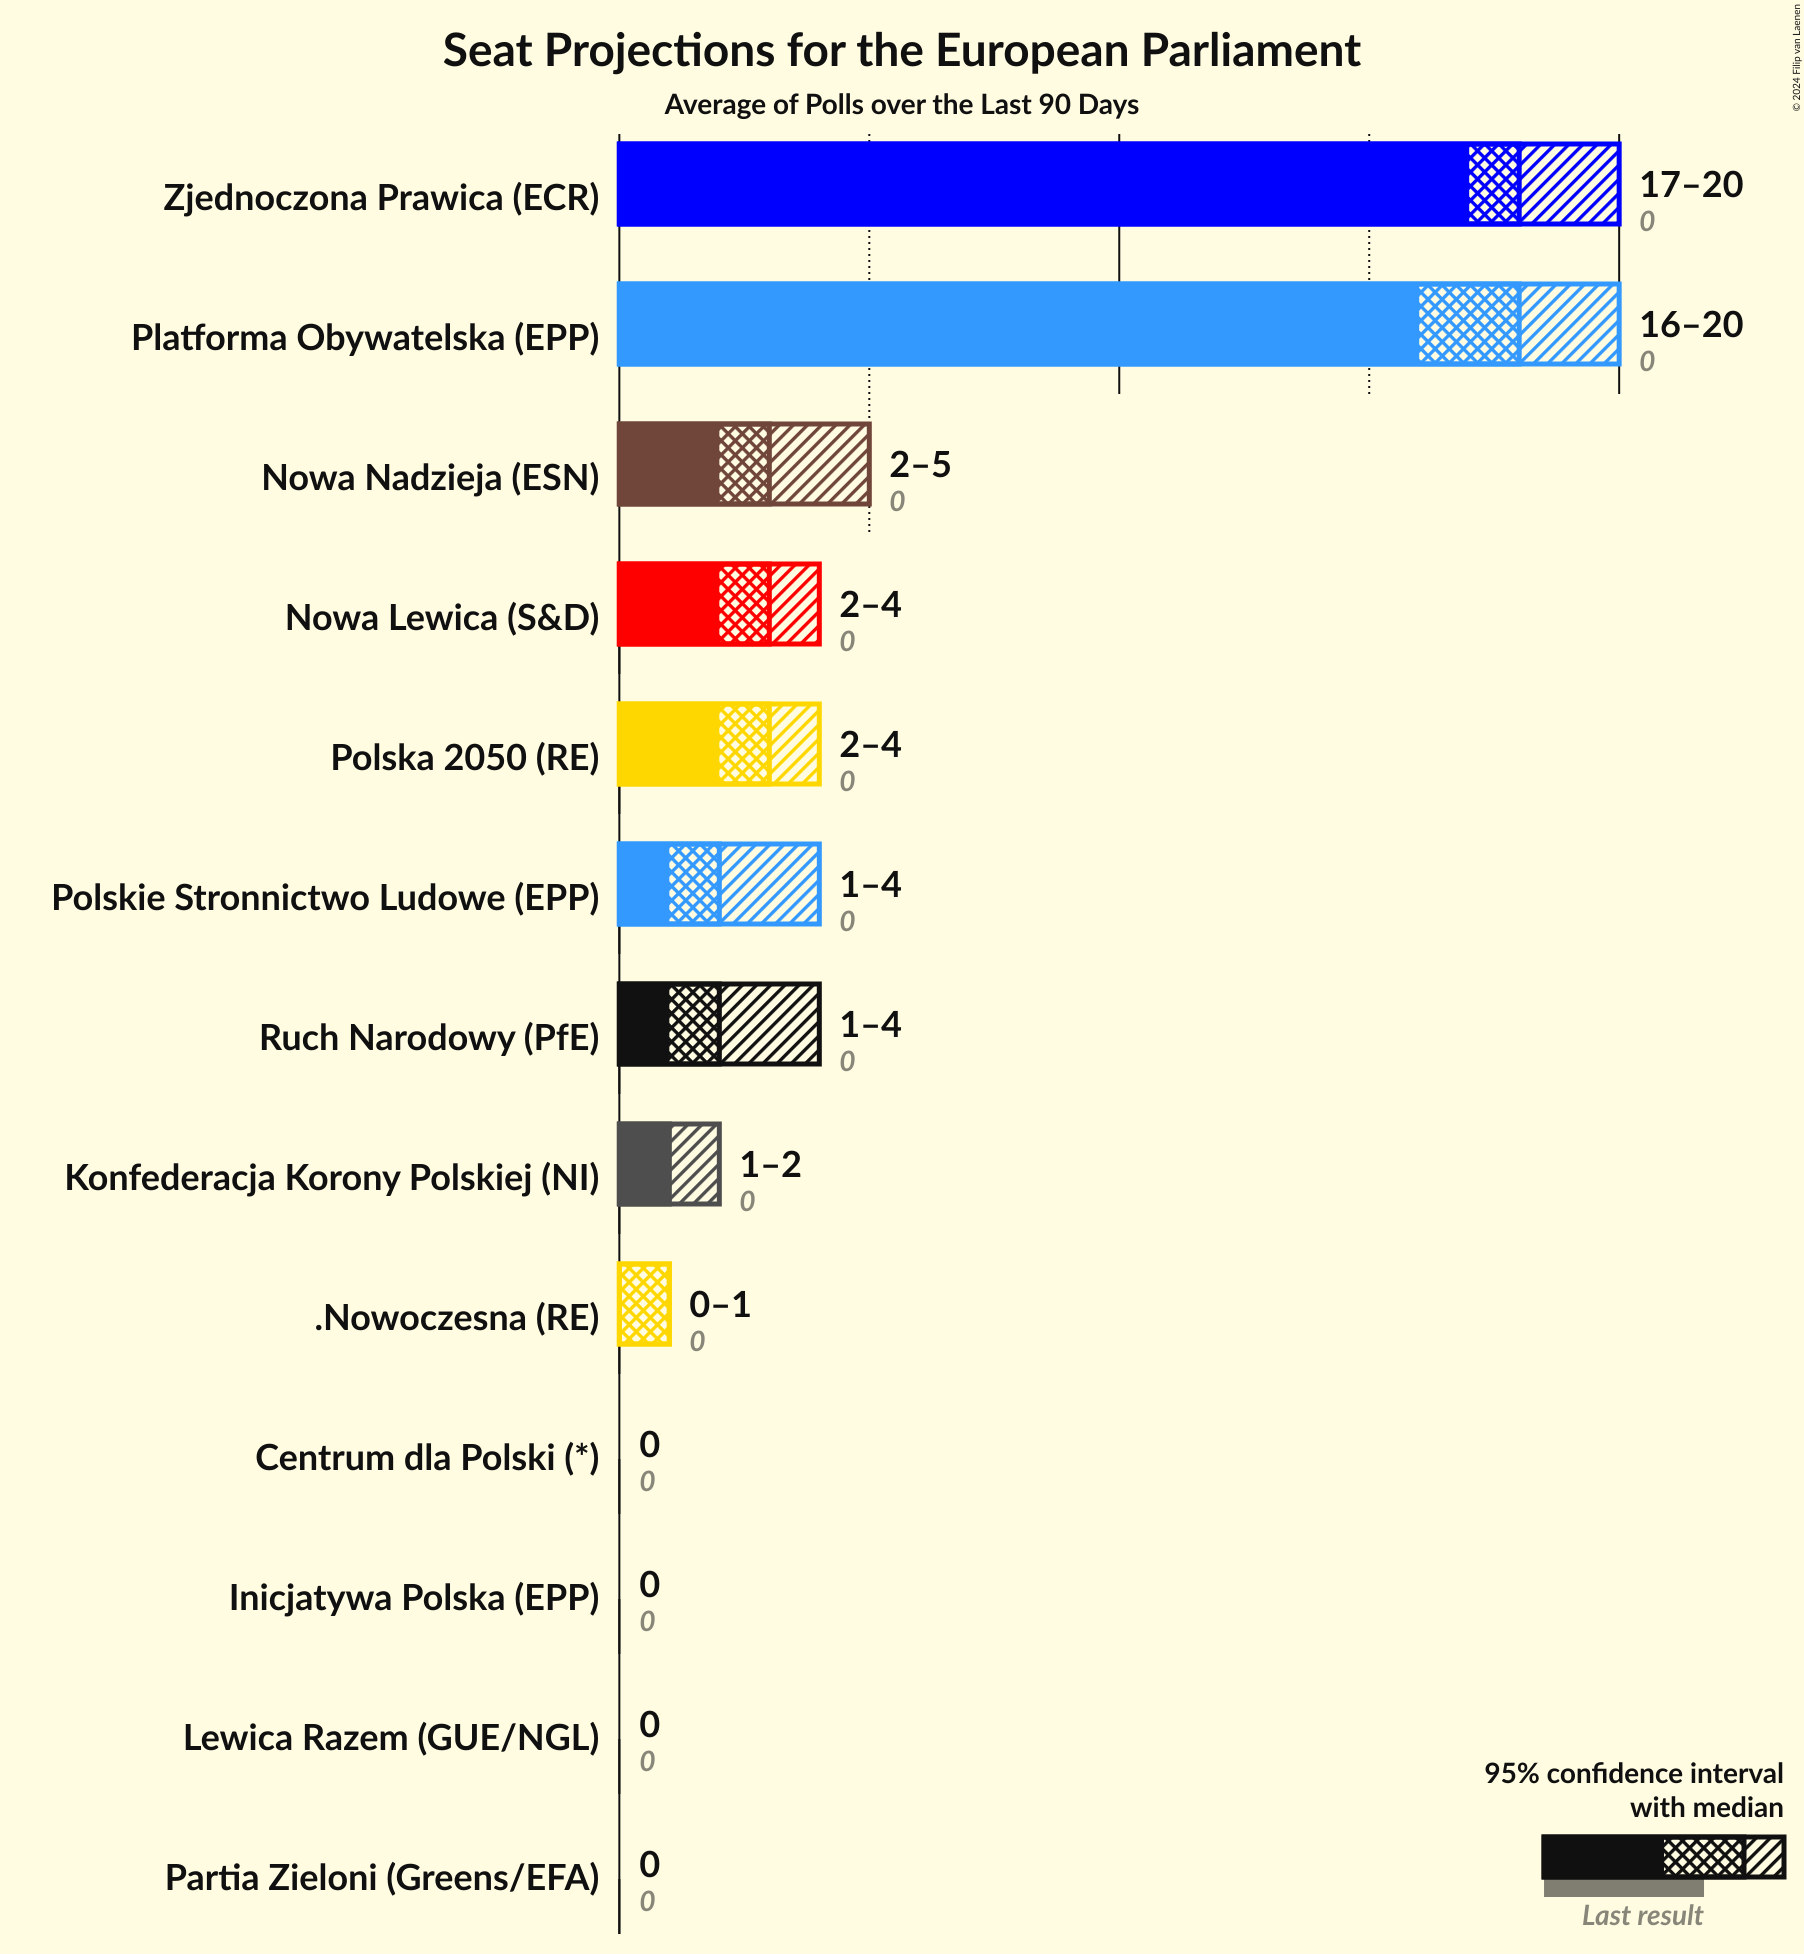 Seat Projections for the European Parliament
Average of Polls over the Last 90 Days
© 2024 Filip van Laenen
Zjednoczona Prawica (ECR)
17–20
0
Platforma Obywatelska (EPP)
16–20
0
Nowa Nadzieja (ESN)
2–5
0
Nowa Lewica (S&D)
2–4
0
Polska 2050 (RE)
2–4
0
Polskie Stronnictwo Ludowe (EPP)
1–4
0
Ruch Narodowy (PfE)
1–4
0
Konfederacja Korony Polskiej (NI)
1–2
0
.Nowoczesna (RE)
0–1
0
Centrum dla Polski (*)
0
0
Inicjatywa Polska (EPP)
0
0
Lewica Razem (GUE/NGL)
0
0
Partia Zieloni (Greens/EFA)
0
0
95% confidence interval
with median
Last result